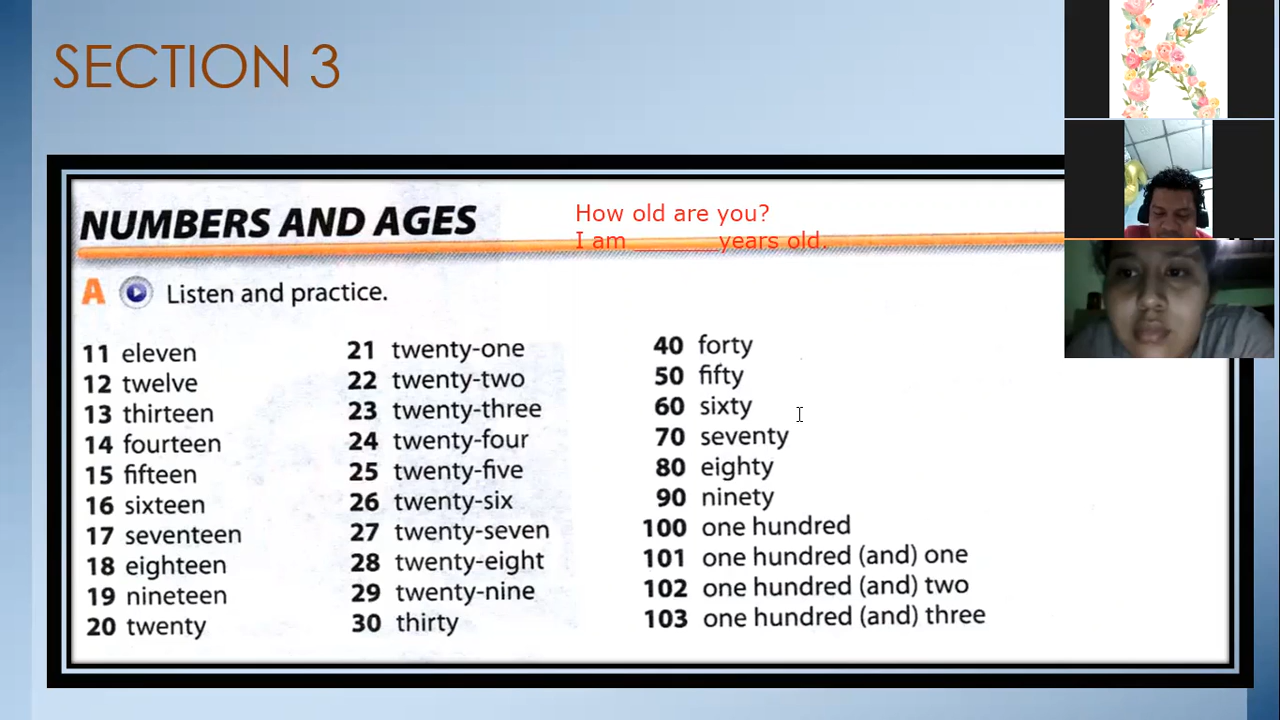 SECTION 3
NUMBERS AND AGES
How old are you?
I am ______ years old.
A Listen and practice.
11 eleven
12 twelve
13 thirteen
14 fourteen
15 fifteen
16 sixteen
17 seventeen
18 eighteen
19 nineteen
20 twenty
21 twenty-one
22 twenty-two
23 twenty-three
24 twenty-four
25 twenty-five
26 twenty-six
27 twenty-seven
28 twenty-eight
29 twenty-nine
30 thirty
40 forty
50 fifty
60 sixty
70 seventy
80 eighty
90 ninety
100 one hundred
101 one hundred (and) one
102 one hundred (and) two
103 one hundred (and) three